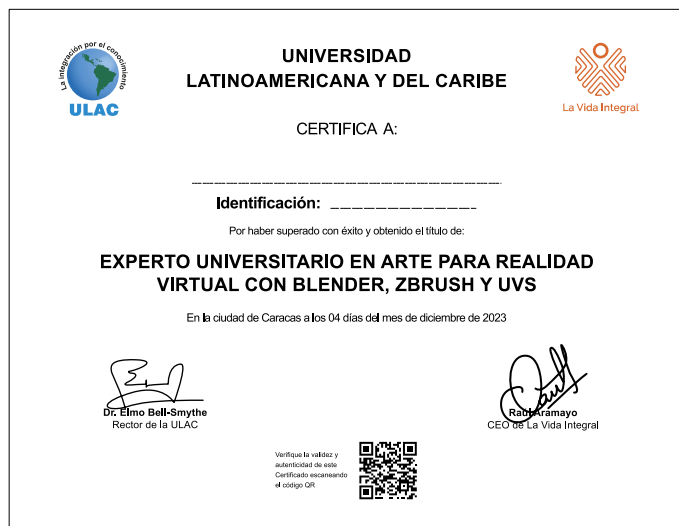 La integración por el conocimiento
ULAC
UNIVERSIDAD
LATINOAMERICANA Y DEL CARIBE
La Vida Integral
CERTIFICA A:
Identificación:
Por haber superado con éxito y obtenido el título de:
EXPERTO UNIVERSITARIO EN ARTE PARA REALIDAD
VIRTUAL CON BLENDER, ZBRUSH Y UVS
En la ciudad de Caracas a los 04 días del mes de diciembre de 2023
Dr. Elmo Bell-Smythe
Rector de la ULAC
Raúl Aramayo
CEO de La Vida Integral
Verifique la validez y
autenticidad de este
Certificado escaneando
el código QR